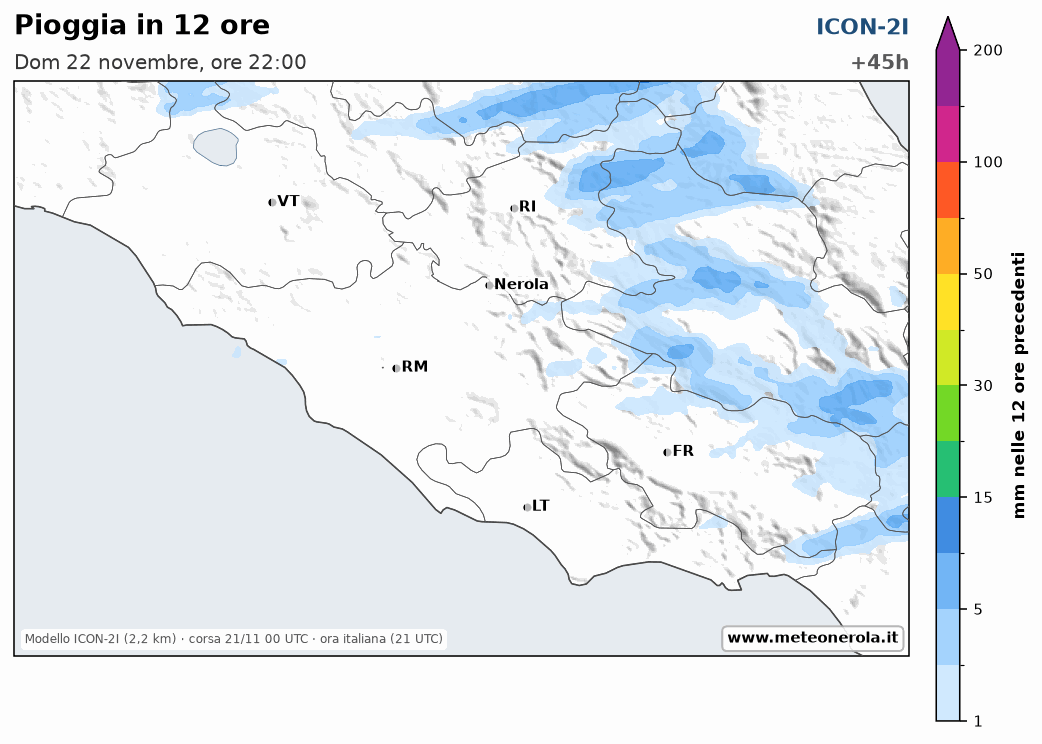 Pioggia in 12 ore
ICON-2I
Dom 22 novembre, ore 22:00
+45h
VT
RI
Nerola
RM
FR
LT
Modello ICON-2I (2,2 km) · corsa 21/11 00 UTC · ora italiana (21 UTC)
www.meteonerola.it
200
100
50
30
15
5
1
mm nelle 12 ore precedenti